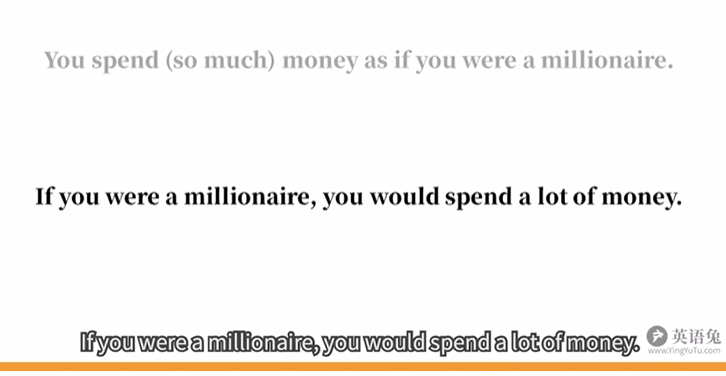 You spend (so much) money as if you were a millionaire.
If you were a millionaire, you would spend a lot of money.
If you were a millionaire, you would spend a lot of money.
英语兔
www.YingYuTu.com